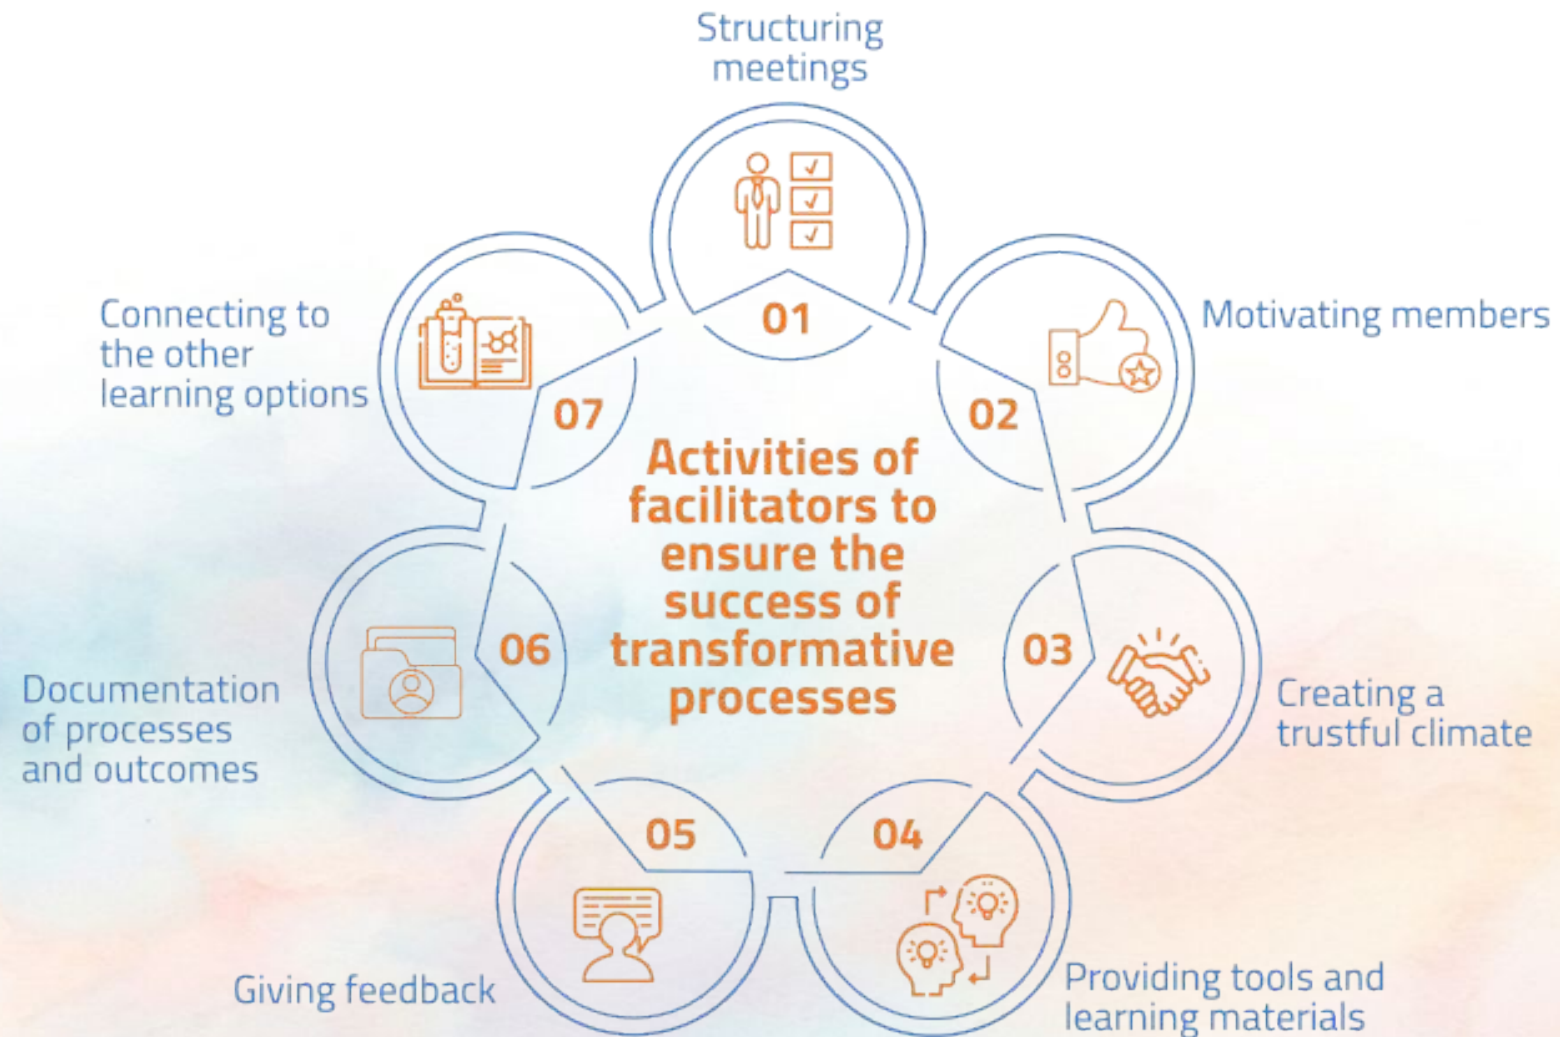 Structuring
meetings
01
Motivating members
02
Creating a
trustful climate
03
Providing tools and
learning materials
04
Giving feedback
05
Documentation
of processes
and outcomes
06
Connecting to
the other
learning options
07
Activities of
facilitators to
ensure the
success of
transformative
processes